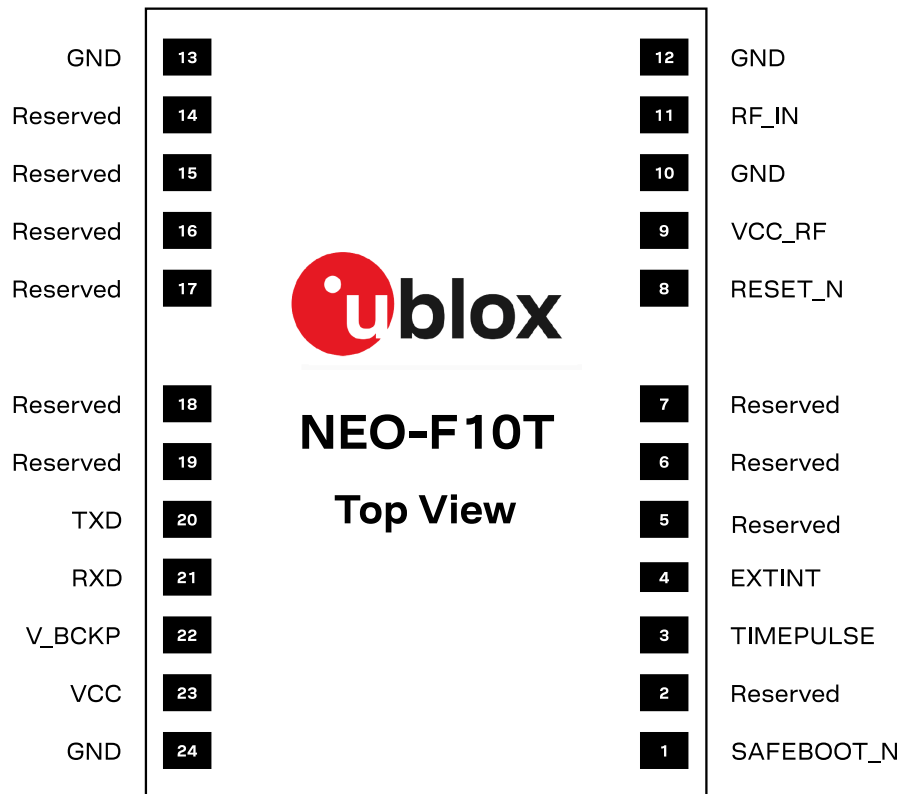 GND 13 12 GND
Reserved 14 11 RF_IN
Reserved 15 10 GND
Reserved 16 9 VCC_RF
Reserved 17 8 RESET_N
ublox
Reserved 18 7 Reserved
NEO-F10T
Reserved 19 6 Reserved
Top View
TXD 20 5 Reserved
RXD 21 4 EXTINT
V_BCKP 22 3 TIMEPULSE
VCC 23 2 Reserved
GND 24 1 SAFEBOOT_N